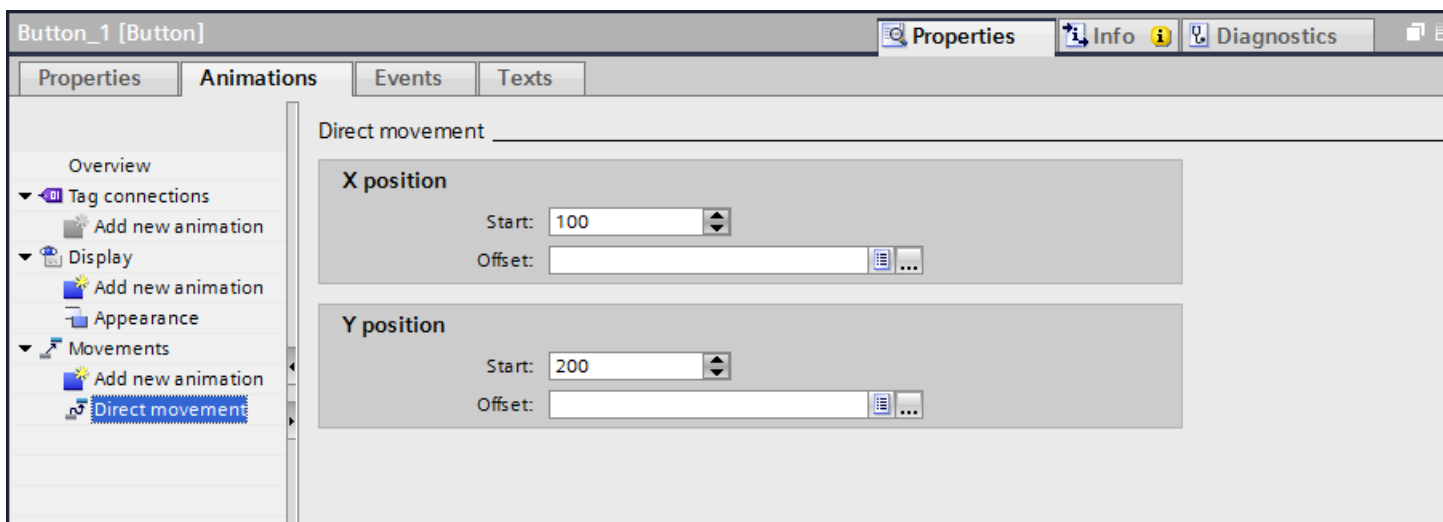 Button_1 [Button]
Properties
Info
Diagnostics
Properties
Animations
Events
Texts
Overview
Tag connections
Add new animation
Display
Add new animation
Appearance
Movements
Add new animation
Direct movement
Direct movement
X position
Start: 100
Offset:
...
Y position
Start: 200
Offset:
...